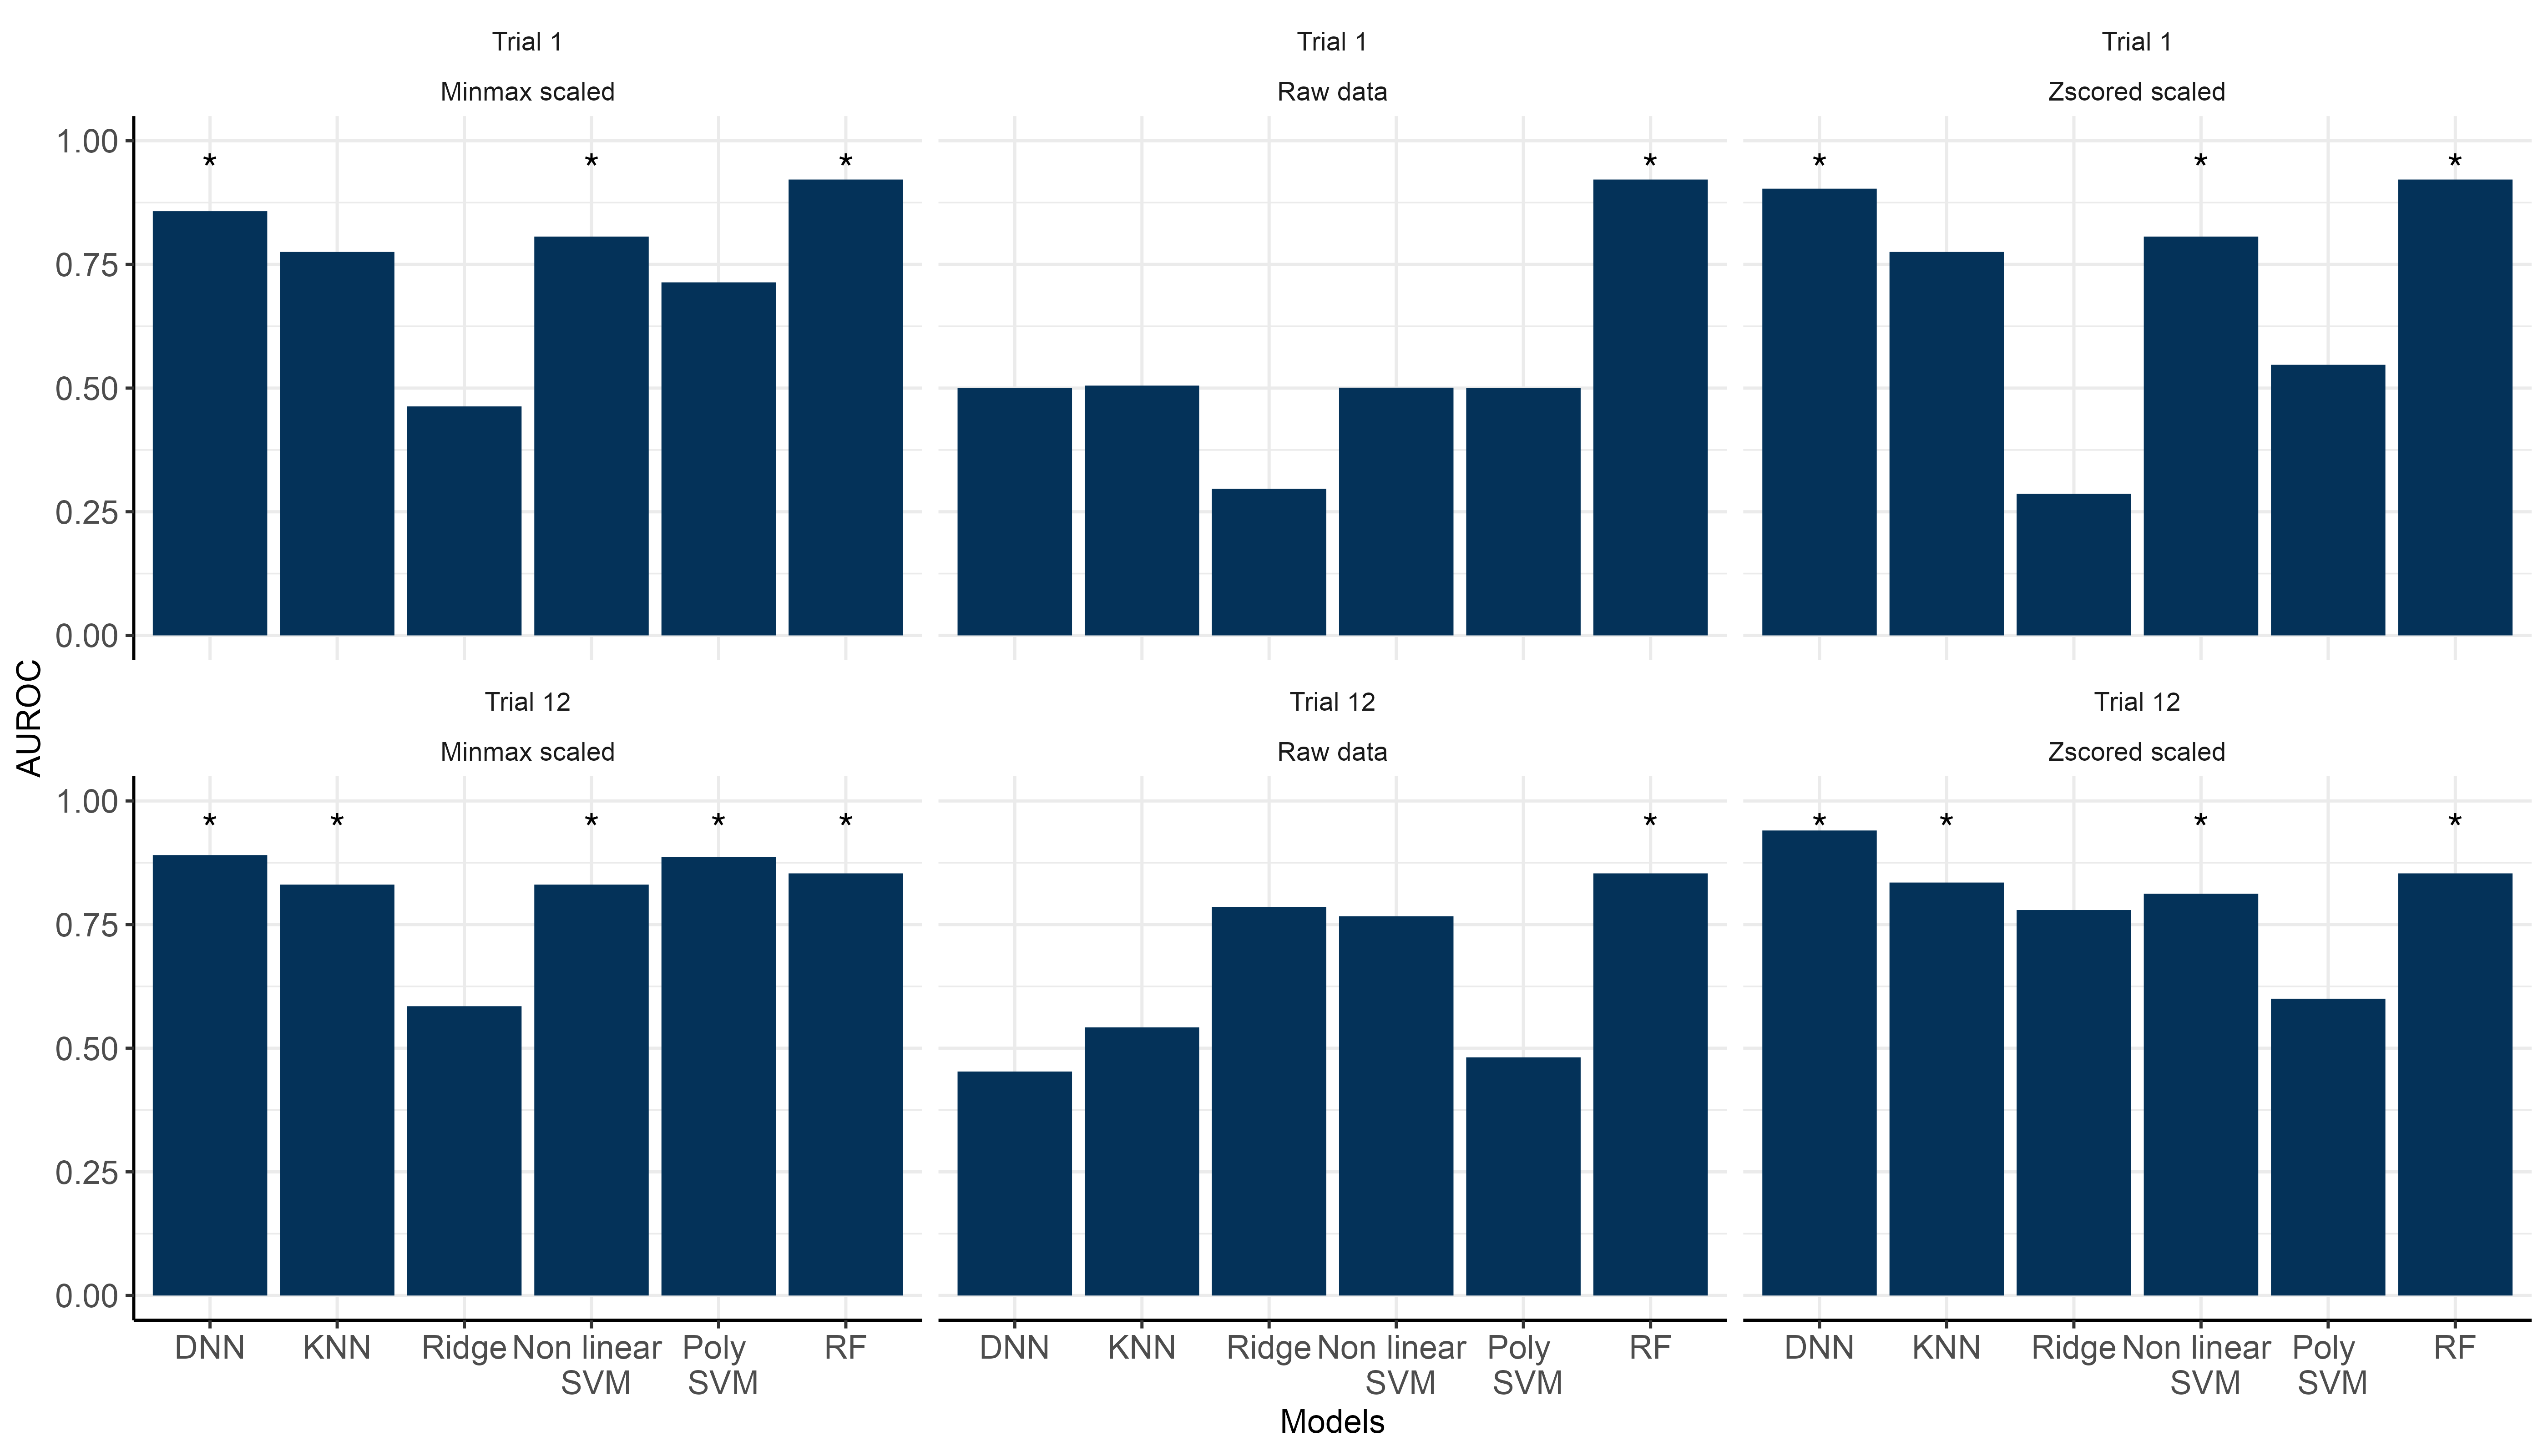 Trial 1
Trial 1
Trial 1
Minmax scaled
Raw data
Zscored scaled
1.00
* * *
*
* * *
0.75
0.50
0.25
0.00
AUROC
Trial 12
Trial 12
Trial 12
Minmax scaled
Raw data
Zscored scaled
1.00
* * * * *
*
* * * *
0.75
0.50
0.25
0.00
DNN KNN Ridge Non linear Poly RF
SVM SVM
DNN KNN Ridge Non linear Poly RF
SVM SVM
DNN KNN Ridge Non linear Poly RF
SVM SVM
Models